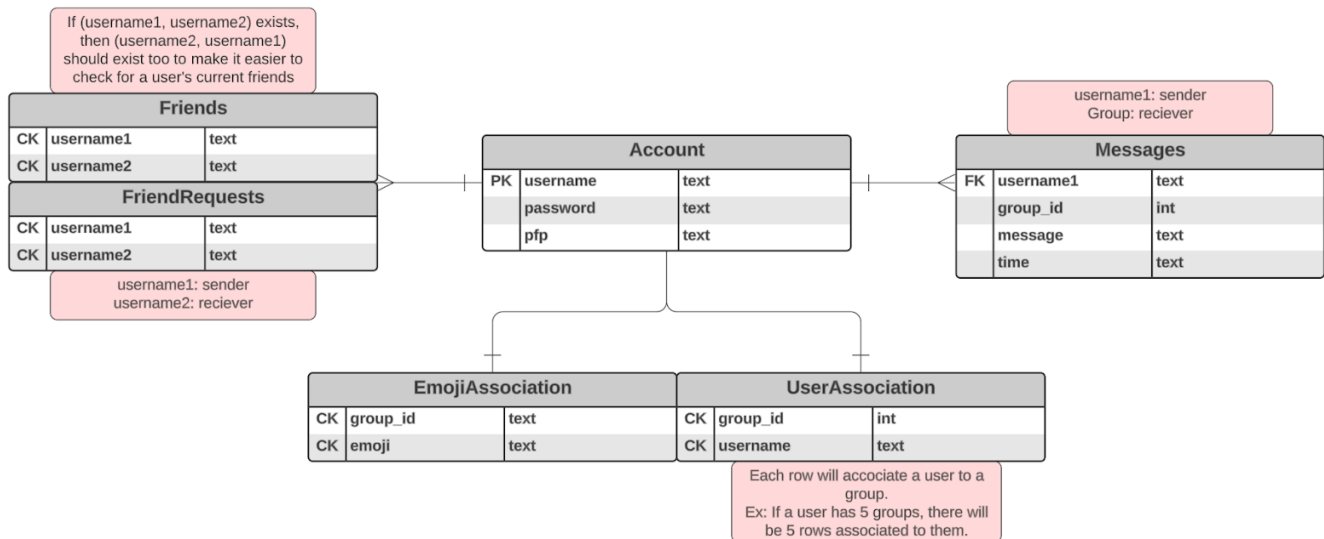 If (username1, username2) exists,
then (username2, username1)
should exist too to make it easier to
check for a user's current friends
Friends
CK username1 text
CK username2 text
FriendRequests
CK username1 text
CK username2 text
username1: sender
username2: reciever
Account
PK username text
password text
pfp text
username1: sender
Group: reciever
Messages
FK username1 text
group_id int
message text
time text
EmojiAssociation
CK group_id text
CK emoji text
UserAssociation
CK group_id int
CK username text
Each row will accociate a user to a
group.
Ex: If a user has 5 groups, there will
be 5 rows associated to them.